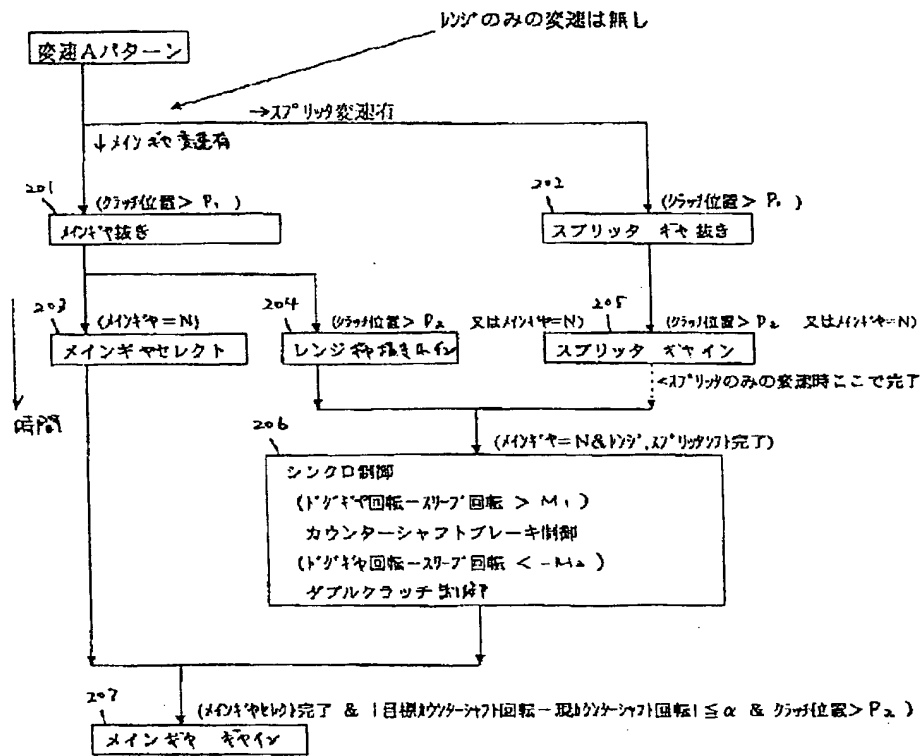 レンジのみの変速は無し
変速Aパターン
→スプリッタ変速有
↓メインギヤ変速有
201
(クラッチ位置> P₁ )
メインギヤ抜き
202
(クラッチ位置> P₁ )
スプリッタ ギヤ抜き
203
(メインギヤ=N)
メインギヤセレクト
204
(クラッチ位置> P₂ 又はメインギヤ=N)
レンジギヤ抜き&イン
205
(クラッチ位置> P₂ 又はメインギヤ=N)
スプリッタ ギヤイン
<スプリッタのみの変速時ここで完了
時間
206
(メインギヤ=N&レンジ,スプリッタシフト完了)
シンクロ制御
(ドグギヤ回転-スリーブ回転 > M₁)
カウンターシャフトブレーキ制御
(ドグギヤ回転-スリーブ回転 < -M₂)
ダブルクラッチ制御
207
(メインギヤセレクト完了 & |目標カウンターシャフト回転-現カウンターシャフト回転|≦α & クラッチ位置>P₂ )
メインギヤ ギヤイン